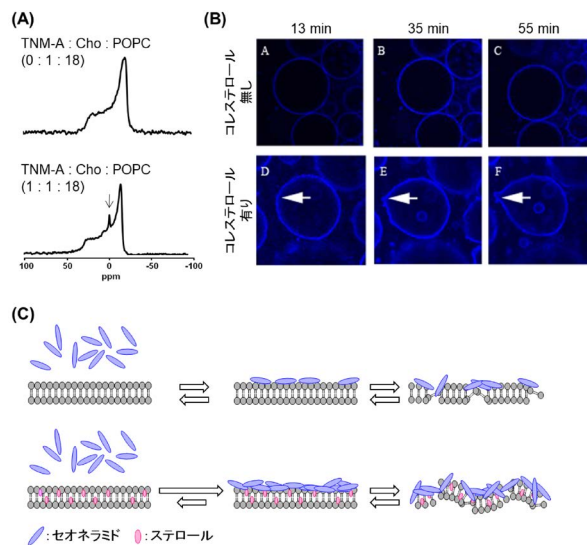 (A)
TNM-A : Cho : POPC
(0 : 1 : 18)
TNM-A : Cho : POPC
(1 : 1 : 18)
100 50 0 -50 -100
ppm
(B)
13 min 35 min 55 min
コレステロール
無し
A B C
コレステロール
有り
D E F
(C)
:セオネラミド :ステロール